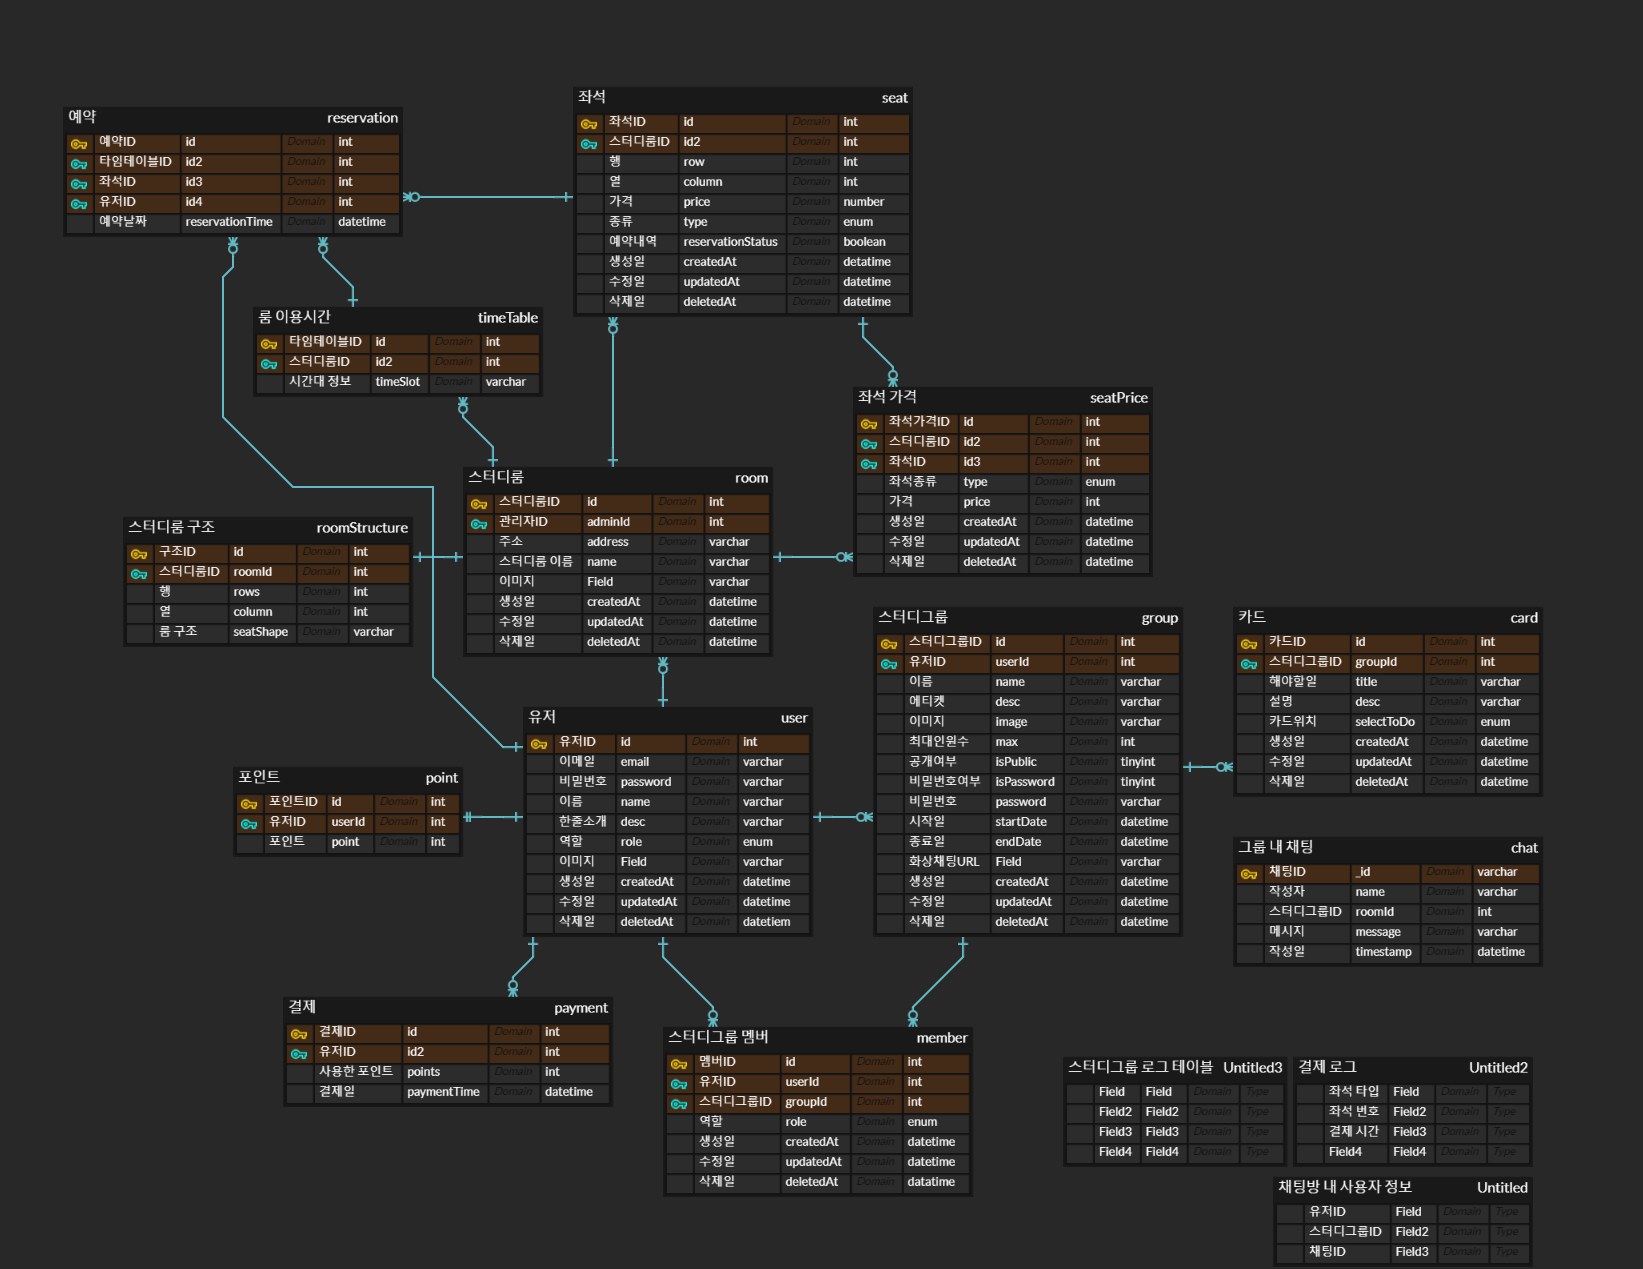 예약 reservation
예약ID id Domain int
타임테이블ID id2 Domain int
좌석ID id3 Domain int
유저ID id4 Domain int
예약날짜 reservationTime Domain datetime
좌석 seat
좌석ID id Domain int
스터디룸ID id2 Domain int
행 row Domain int
열 column Domain int
가격 price Domain number
종류 type Domain enum
예약내역 reservationStatus Domain boolean
생성일 createdAt Domain detatime
수정일 updatedAt Domain datetime
삭제일 deletedAt Domain datetime
룸 이용시간 timeTable
타임테이블ID id Domain int
스터디룸ID id2 Domain int
시간대 정보 timeSlot Domain varchar
좌석 가격 seatPrice
좌석가격ID id Domain int
스터디룸ID id2 Domain int
좌석ID id3 Domain int
좌석종류 type Domain enum
가격 price Domain int
생성일 createdAt Domain datetime
수정일 updatedAt Domain datetime
삭제일 deletedAt Domain datetime
스터디룸 room
스터디룸ID id Domain int
관리자ID adminId Domain int
주소 address Domain varchar
스터디룸 이름 name Domain varchar
이미지 Field Domain varchar
생성일 createdAt Domain datetime
수정일 updatedAt Domain datetime
삭제일 deletedAt Domain datetime
스터디룸 구조 roomStructure
구조ID id Domain int
스터디룸ID roomId Domain int
행 rows Domain int
열 column Domain int
룸 구조 seatShape Domain varchar
스터디그룹 group
스터디그룹ID id Domain int
유저ID userId Domain int
이름 name Domain varchar
에티켓 desc Domain varchar
이미지 image Domain varchar
최대인원수 max Domain int
공개여부 isPublic Domain tinyint
비밀번호여부 isPassword Domain tinyint
비밀번호 password Domain varchar
시작일 startDate Domain datetime
종료일 endDate Domain datetime
화상채팅URL Field Domain varchar
생성일 createdAt Domain datetime
수정일 updatedAt Domain datetime
삭제일 deletedAt Domain datetime
카드 card
카드ID id Domain int
스터디그룹ID groupId Domain int
해야할일 title Domain varchar
설명 desc Domain varchar
카드위치 selectToDo Domain enum
생성일 createdAt Domain datetime
수정일 updatedAt Domain datetime
삭제일 deletedAt Domain datetime
유저 user
유저ID id Domain int
이메일 email Domain varchar
비밀번호 password Domain varchar
이름 name Domain varchar
한줄소개 desc Domain varchar
역할 role Domain enum
이미지 Field Domain varchar
생성일 createdAt Domain datetime
수정일 updatedAt Domain datetime
삭제일 deletedAt Domain datetiem
포인트 point
포인트ID id Domain int
유저ID userId Domain int
포인트 point Domain int
그룹 내 채팅 chat
채팅ID _id Domain varchar
작성자 name Domain varchar
스터디그룹ID roomId Domain int
메시지 message Domain varchar
작성일 timestamp Domain datetime
결제 payment
결제ID id Domain int
유저ID id2 Domain int
사용한 포인트 points Domain int
결제일 paymentTime Domain datetime
스터디그룹 멤버 member
멤버ID id Domain int
유저ID userId Domain int
스터디그룹ID groupId Domain int
역할 role Domain enum
생성일 createdAt Domain datetime
수정일 updatedAt Domain datetime
삭제일 deletedAt Domain datatime
스터디그룹 로그 테이블 Untitled3
Field Field Domain Type
Field2 Field2 Domain Type
Field3 Field3 Domain Type
Field4 Field4 Domain Type
결제 로그 Untitled2
좌석 타입 Field Domain Type
좌석 번호 Field2 Domain Type
결제 시간 Field3 Domain Type
Field4 Field4 Domain Type
채팅방 내 사용자 정보 Untitled
유저ID Field Domain Type
스터디그룹ID Field2 Domain Type
채팅ID Field3 Domain Type